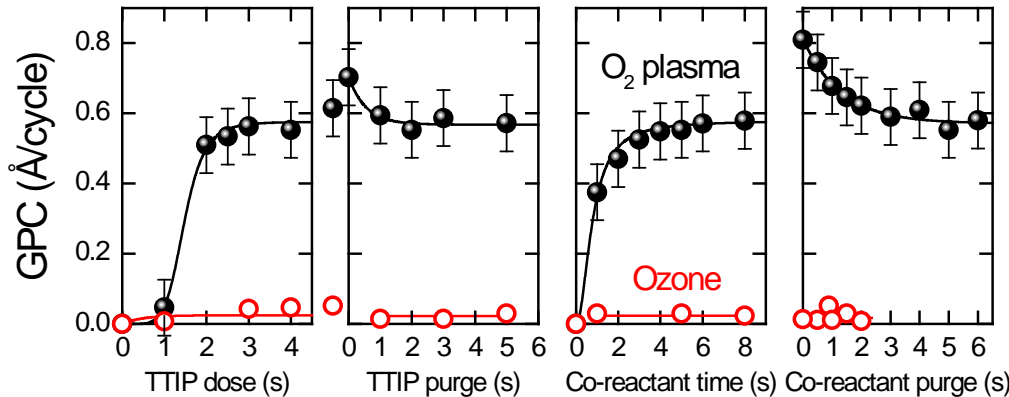 GPC (Å/cycle)
0.8
0.6
0.4
0.2
0.0
O2 plasma
Ozone
0 1 2 3 4
0 1 2 3 4 5 6
0 2 4 6 8
0 1 2 3 4 5 6
TTIP dose (s)
TTIP purge (s)
Co-reactant time (s)
Co-reactant purge (s)